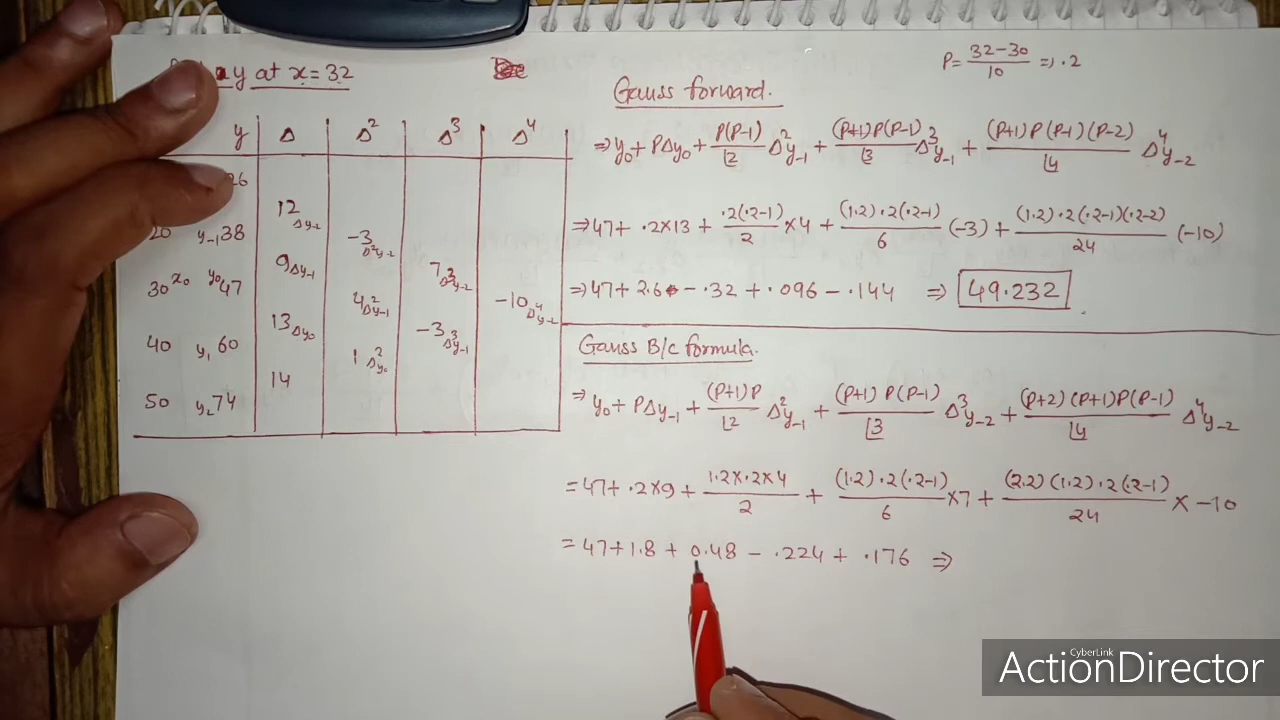 y at x=32
P= 32-30/10 => .2
Gauss forward.
y Δ Δ² Δ³ Δ⁴
⇒ y₀ + PΔy₀ + P(P-1)/⌊2 Δ²y₋₁ + (P+1)P(P-1)/⌊3 Δ³y₋₁ + (P+1)P(P-1)(P-2)/⌊4 Δ⁴y₋₂
26
12 Δy₋₂
20 y₋₁ 38 -3 Δ²y₋₂
⇒ 47 + .2×13 + .2(.2-1)/2 ×4 + (1.2).2(.2-1)/6 (-3) + (1.2).2(.2-1)(.2-2)/24 (-10)
9 Δy₋₁ 7 Δ³y₋₂
30 x₀ y₀ 47 4 Δ²y₋₁ -10 Δ⁴y₋₂
⇒ 47 + 2.6 - .32 + .096 - .144 ⇒ 49.232
13 Δy₀ -3 Δ³y₋₁
40 y₁ 60 1 Δ²y₀
14
50 y₂ 74
Gauss B/c formula.
⇒ y₀ + PΔy₋₁ + (P+1)P/⌊2 Δ²y₋₁ + (P+1)P(P-1)/⌊3 Δ³y₋₂ + (P+2)(P+1)P(P-1)/⌊4 Δ⁴y₋₂
= 47 + .2×9 + 1.2×.2×4/2 + (1.2).2(.2-1)/6 ×7 + (2.2)(1.2).2(.2-1)/24 × -10
= 47 + 1.8 + 0.48 - .224 + .176 ⇒
CyberLink
ActionDirector